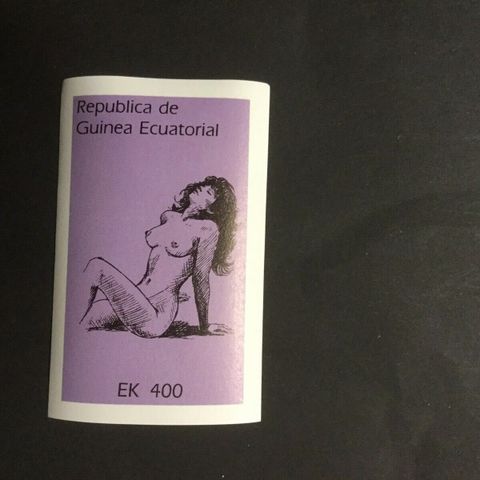 Republica de
Guinea Ecuatorial
EK 400